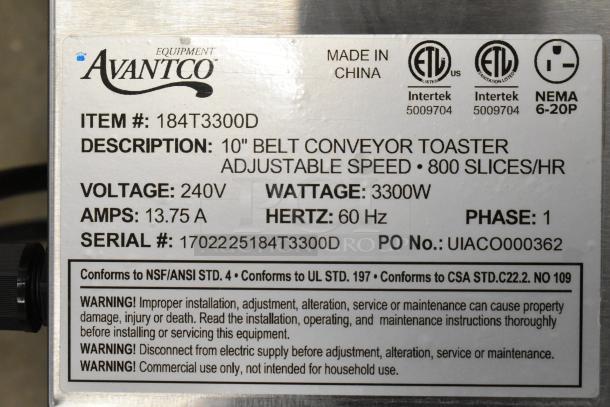 EQUIPMENT
AVANTCO
MADE IN
CHINA
ETL US
Intertek
5009704
ETL
SANITATION LISTED
Intertek
5009704
NEMA
6-20P
ITEM #: 184T3300D
DESCRIPTION: 10" BELT CONVEYOR TOASTER
ADJUSTABLE SPEED • 800 SLICES/HR
VOLTAGE: 240V WATTAGE: 3300W
AMPS: 13.75 A HERTZ: 60 Hz PHASE: 1
SERIAL #: 1702225184T3300D PO No.: UIACO000362
Conforms to NSF/ANSI STD. 4 • Conforms to UL STD. 197 • Conforms to CSA STD.C22.2. NO 109
WARNING! Improper installation, adjustment, alteration, service or maintenance can cause property
damage, injury or death. Read the installation, operating, and maintenance instructions thoroughly
before installing or servicing this equipment.
WARNING! Disconnect from electric supply before adjustment, alteration, service or maintenance.
WARNING! Commercial use only, not intended for household use.